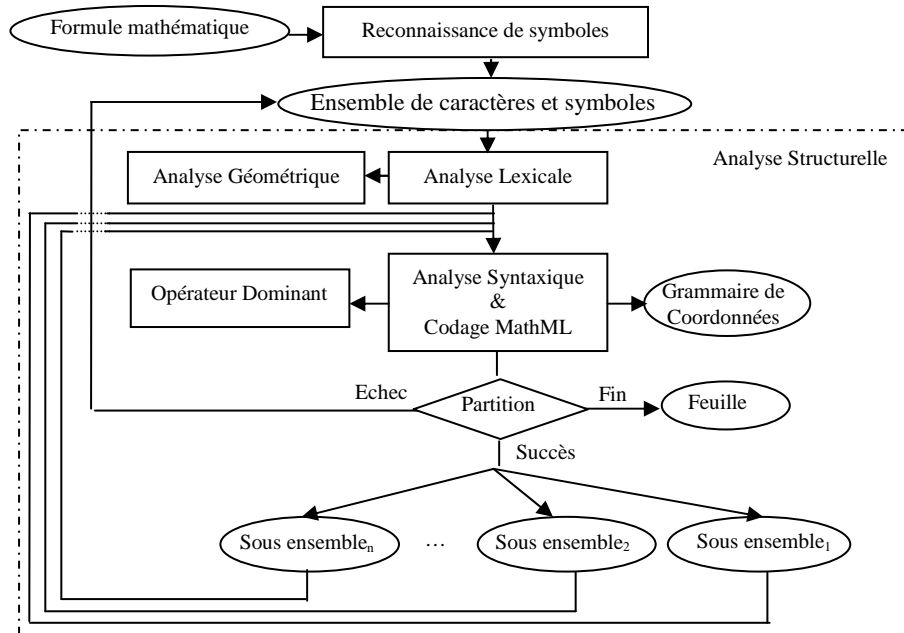 Formule mathématique
Reconnaissance de symboles
Ensemble de caractères et symboles
Analyse Structurelle
Analyse Géométrique
Analyse Lexicale
Opérateur Dominant
Analyse Syntaxique
&
Codage MathML
Grammaire de
Coordonnées
Echec
Partition
Fin
Feuille
Succès
Sous ensembleₙ
...
Sous ensemble₂
Sous ensemble₁